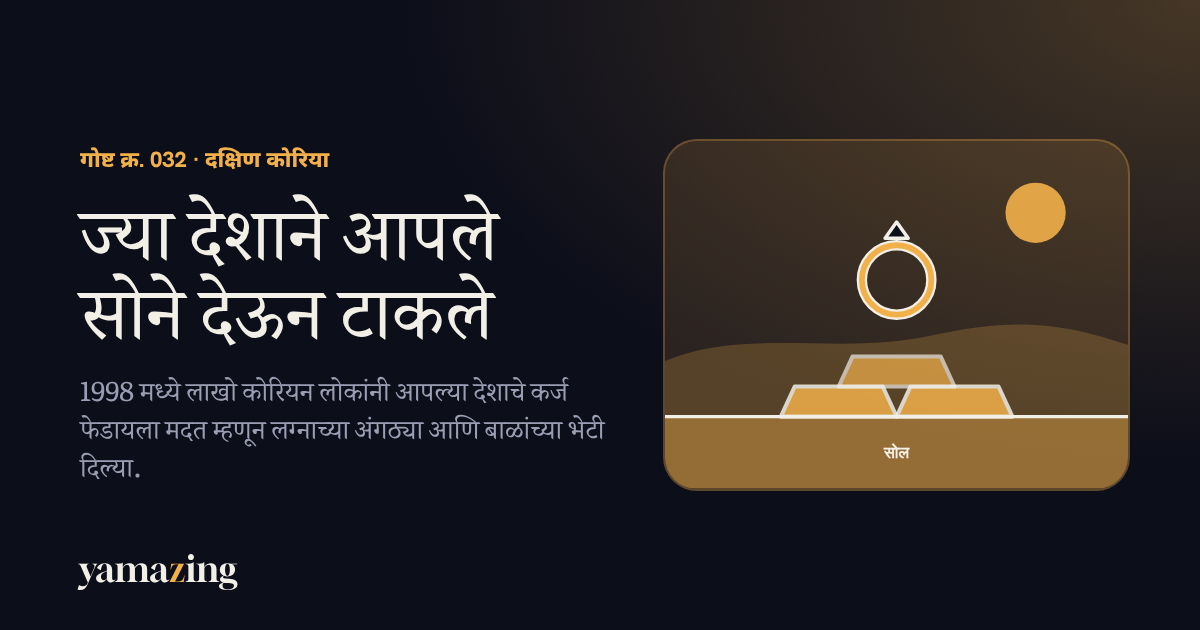 गोष्ट क्र. 032 · दक्षिण कोरिया
ज्या देशाने आपले
सोने देऊन टाकले
1998 मध्ये लाखो कोरियन लोकांनी आपल्या देशाचे कर्ज
फेडायला मदत म्हणून लग्नाच्या अंगठ्या आणि बाळांच्या भेटी
दिल्या.
सोल
yamazing